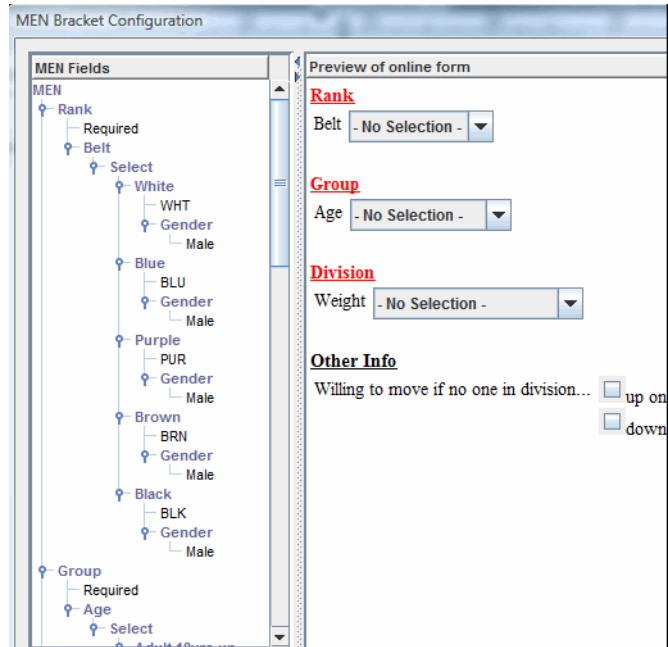 MEN Bracket Configuration
MEN Fields
MEN
Rank
Required
Belt
Select
White
WHT
Gender
Male
Blue
BLU
Gender
Male
Purple
PUR
Gender
Male
Brown
BRN
Gender
Male
Black
BLK
Gender
Male
Group
Required
Age
Select
Adult 18yrs up
Preview of online form
Rank
Belt - No Selection -
Group
Age - No Selection -
Division
Weight - No Selection -
Other Info
Willing to move if no one in division... up on
down